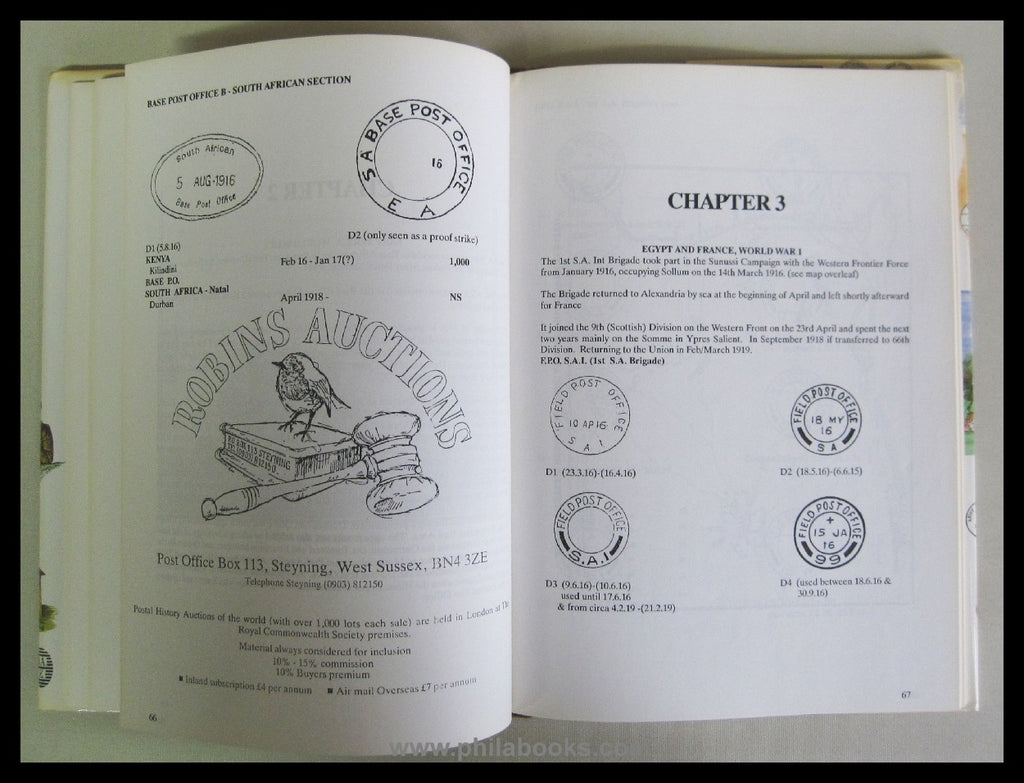 BASE POST OFFICE B - SOUTH AFRICAN SECTION
South African
5 AUG-1916
Base Post Office
S A BASE POST OFFICE
16
E A
D2 (only seen as a proof strike)
D1 (5.8.16)
KENYA
Kilindini
Feb 16 - Jan 17(?)
1,000
BASE P.O.
SOUTH AFRICA - Natal
Durban
April 1918 -
NS
ROBINS AUCTIONS
P.O. BOX 113 STEYNING
TEL (0903) 812150
Post Office Box 113, Steyning, West Sussex, BN4 3ZE
Telephone Steyning (0903) 812150
Postal History Auctions of the world (with over 1,000 lots each sale) are held in London at The
Royal Commonwealth Society premises.
Material always considered for inclusion
10% - 15% commission
10% Buyers premium
■ Inland subscription £4 per annum ■ Air mail Overseas £7 per annum
66
CHAPTER 3
EGYPT AND FRANCE, WORLD WAR I
The 1st S.A. Int Brigade took part in the Sunussi Campaign with the Western Frontier Force
from January 1916, occupying Sollum on the 14th March 1916. (see map overleaf)
The Brigade returned to Alexandria by sea at the beginning of April and left shortly afterward
for France
It joined the 9th (Scottish) Division on the Western Front on the 23rd April and spent the next
two years mainly on the Somme in Ypres Salient. In September 1918 if transferred to 66th
Division. Returning to the Union in Feb/March 1919.
F.P.O. S.A.I. (1st S.A. Brigade)
FIELD POST OFFICE
10 AP 16
S A I
FIELD POST OFFICE
18 MY
16
S A
D1 (23.3.16)-(16.4.16)
D2 (18.5.16)-(6.6.15)
FIELD POST OFFICE
S.A.I
FIELD POST OFFICE
+
15 JA
16
99
D3 (9.6.16)-(10.6.16)
used until 17.6.16
& from circa 4.2.19 -(21.2.19)
D4 (used between 18.6.16 &
30.9.16)
67
www.philabooks.co